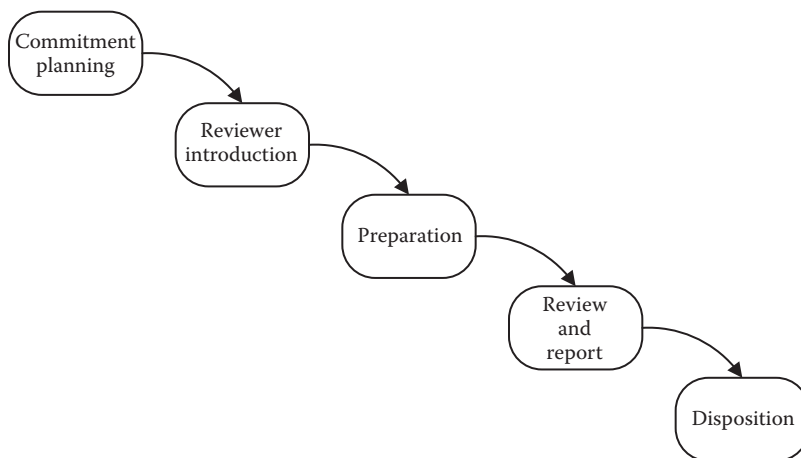 Commitment
planning
Reviewer
introduction
Preparation
Review
and
report
Disposition